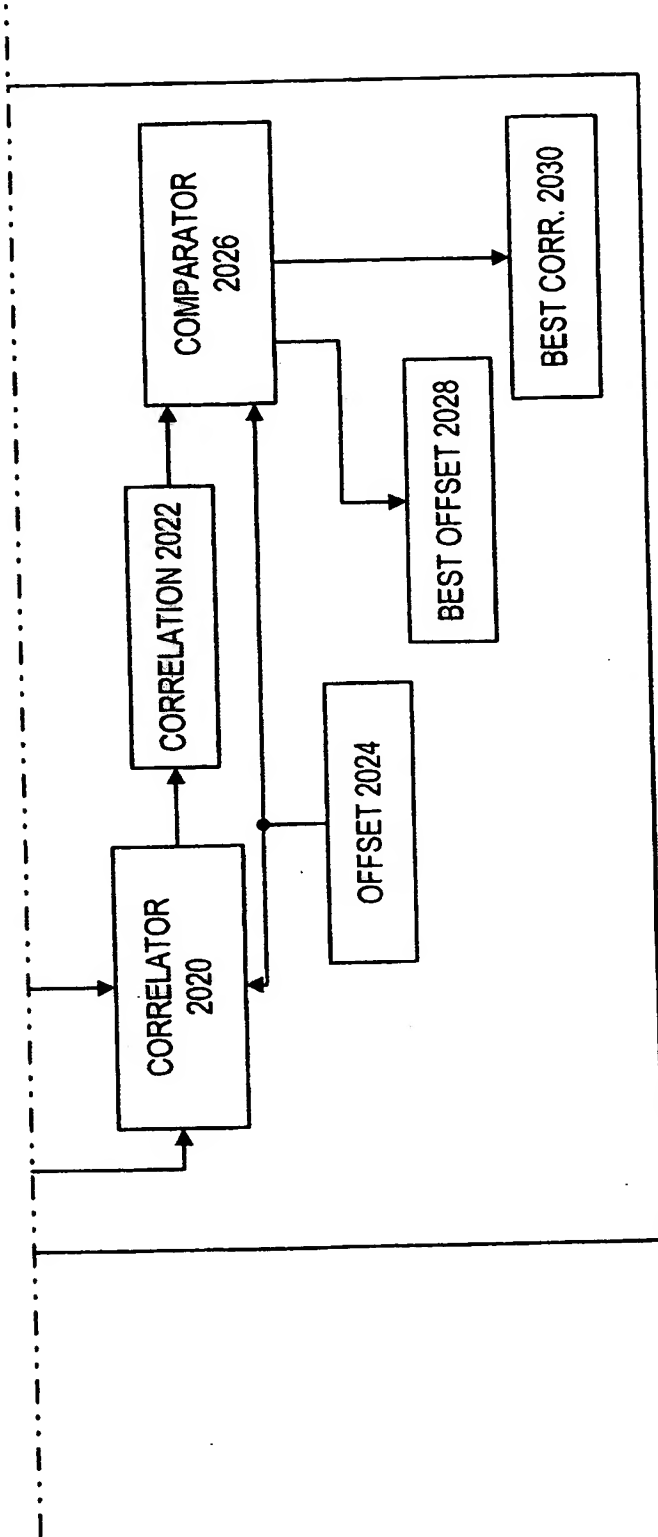 CORRELATOR
2020
CORRELATION 2022
COMPARATOR
2026
OFFSET 2024
BEST OFFSET 2028
BEST CORR. 2030